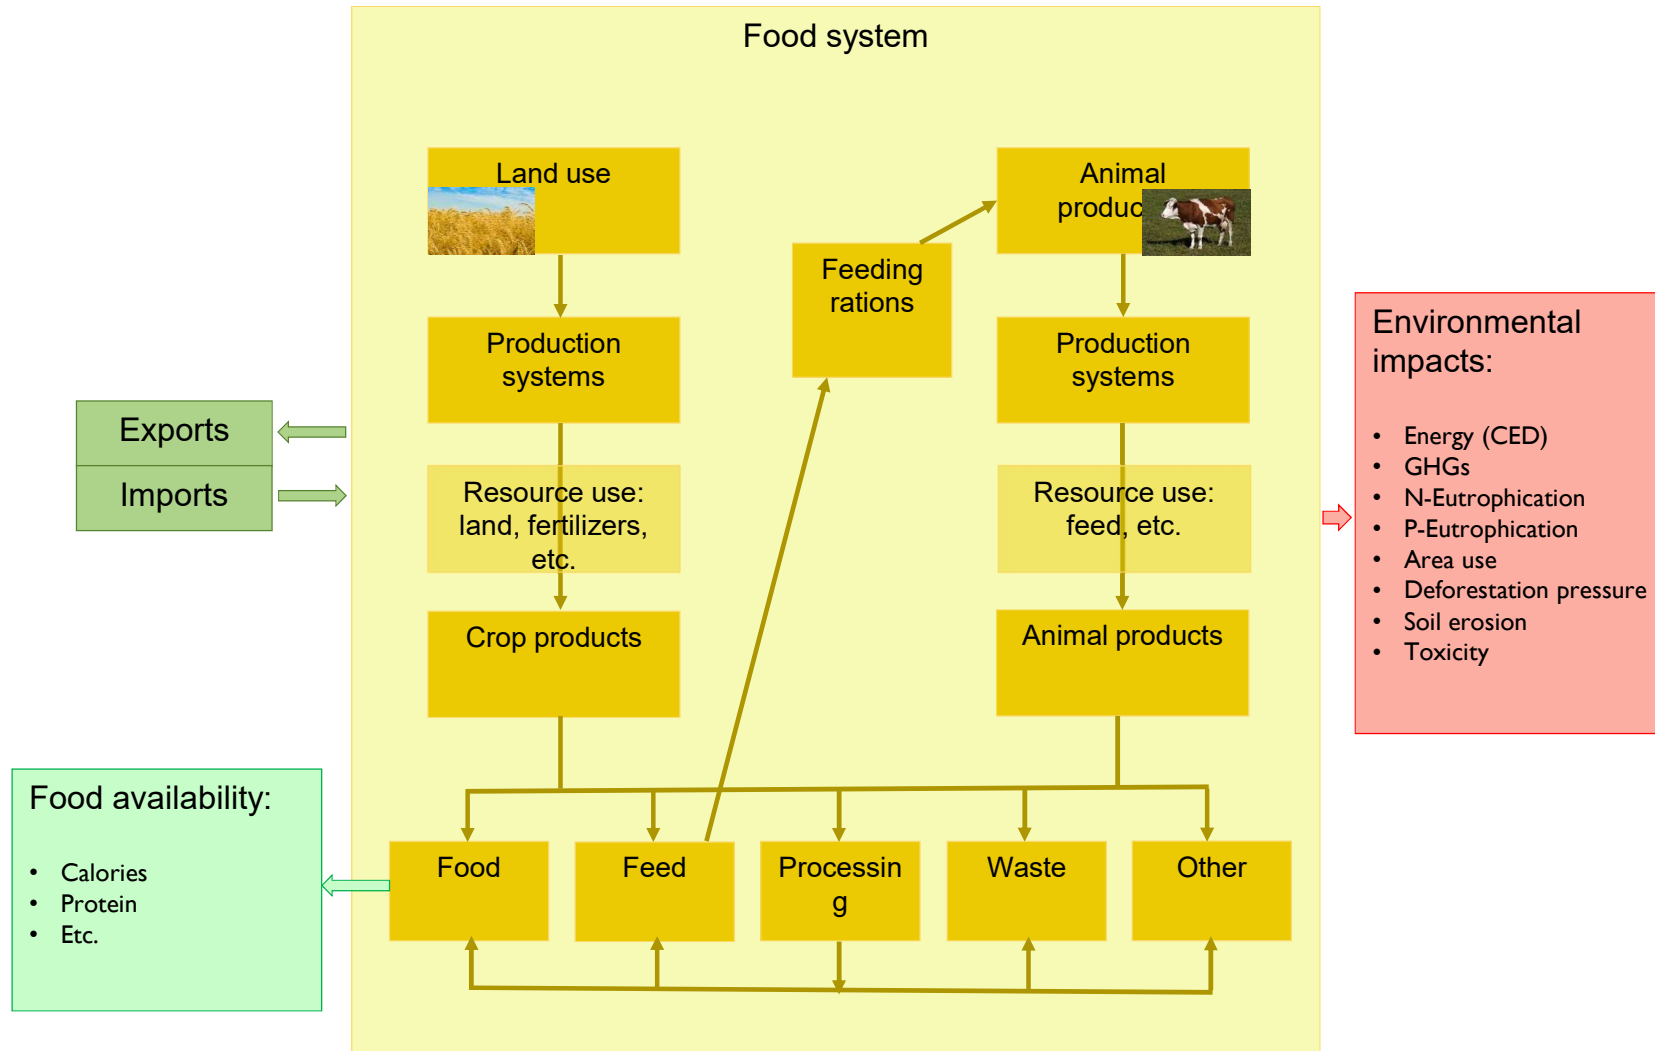 Food system
Land use
Animal
produc
Feeding
rations
Production
systems
Production
systems
Environmental
impacts:
• Energy (CED)
• GHGs
• N-Eutrophication
• P-Eutrophication
• Area use
• Deforestation pressure
• Soil erosion
• Toxicity
Exports
Imports
Resource use:
land, fertilizers,
etc.
Resource use:
feed, etc.
Crop products
Animal products
Food availability:
• Calories
• Protein
• Etc.
Food
Feed
Processin
g
Waste
Other